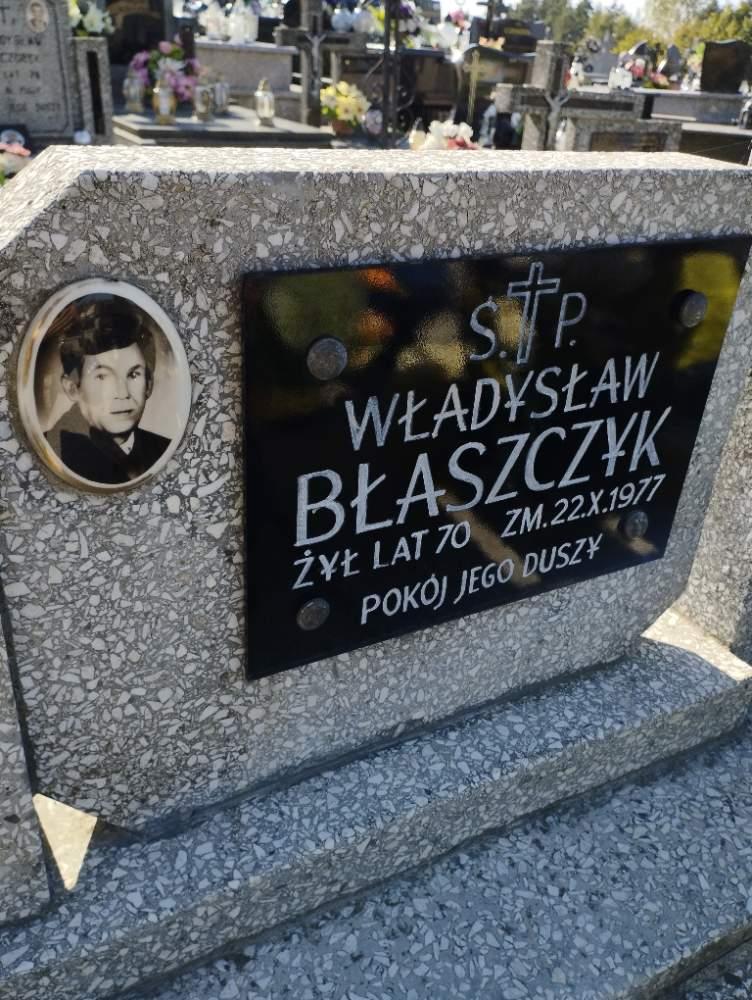 Ś. P.
WŁADYSŁAW
BŁASZCZYK
ŻYŁ LAT 70 ZM. 22.X.1977
POKÓJ JEGO DUSZY